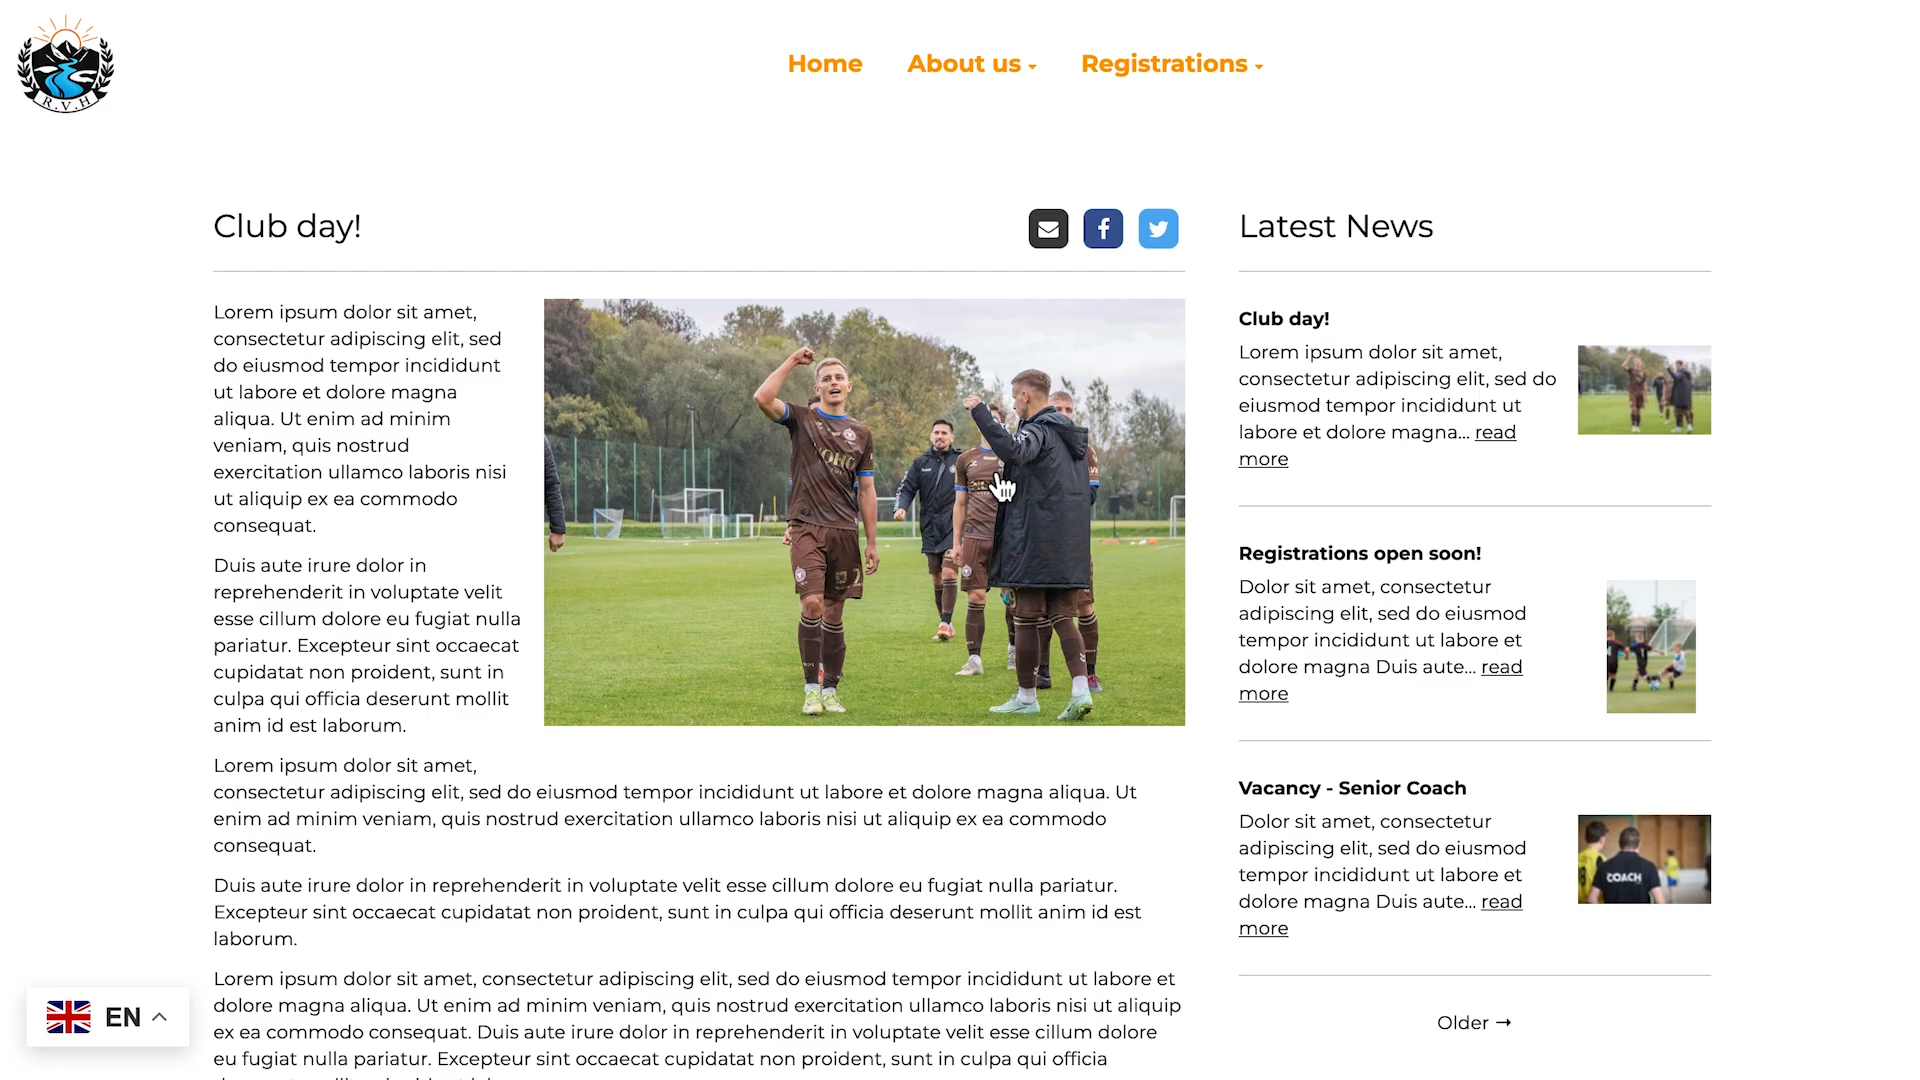 R.V.H
Home
About us
Registrations
Club day!
Lorem ipsum dolor sit amet,
consectetur adipiscing elit, sed
do eiusmod tempor incididunt
ut labore et dolore magna
aliqua. Ut enim ad minim
veniam, quis nostrud
exercitation ullamco laboris nisi
ut aliquip ex ea commodo
consequat.
Duis aute irure dolor in
reprehenderit in voluptate velit
esse cillum dolore eu fugiat nulla
pariatur. Excepteur sint occaecat
cupidatat non proident, sunt in
culpa qui officia deserunt mollit
anim id est laborum.
Lorem ipsum dolor sit amet,
consectetur adipiscing elit, sed do eiusmod tempor incididunt ut labore et dolore magna aliqua. Ut
enim ad minim veniam, quis nostrud exercitation ullamco laboris nisi ut aliquip ex ea commodo
consequat.
Duis aute irure dolor in reprehenderit in voluptate velit esse cillum dolore eu fugiat nulla pariatur.
Excepteur sint occaecat cupidatat non proident, sunt in culpa qui officia deserunt mollit anim id est
laborum.
Lorem ipsum dolor sit amet, consectetur adipiscing elit, sed do eiusmod tempor incididunt ut labore et
dolore magna aliqua. Ut enim ad minim veniam, quis nostrud exercitation ullamco laboris nisi ut aliquip
ex ea commodo consequat. Duis aute irure dolor in reprehenderit in voluptate velit esse cillum dolore
eu fugiat nulla pariatur. Excepteur sint occaecat cupidatat non proident, sunt in culpa qui officia
Latest News
Club day!
Lorem ipsum dolor sit amet,
consectetur adipiscing elit, sed do
eiusmod tempor incididunt ut
labore et dolore magna... read
more
Registrations open soon!
Dolor sit amet, consectetur
adipiscing elit, sed do eiusmod
tempor incididunt ut labore et
dolore magna Duis aute... read
more
Vacancy - Senior Coach
Dolor sit amet, consectetur
adipiscing elit, sed do eiusmod
tempor incididunt ut labore et
dolore magna Duis aute... read
more
COACH
Older →
EN